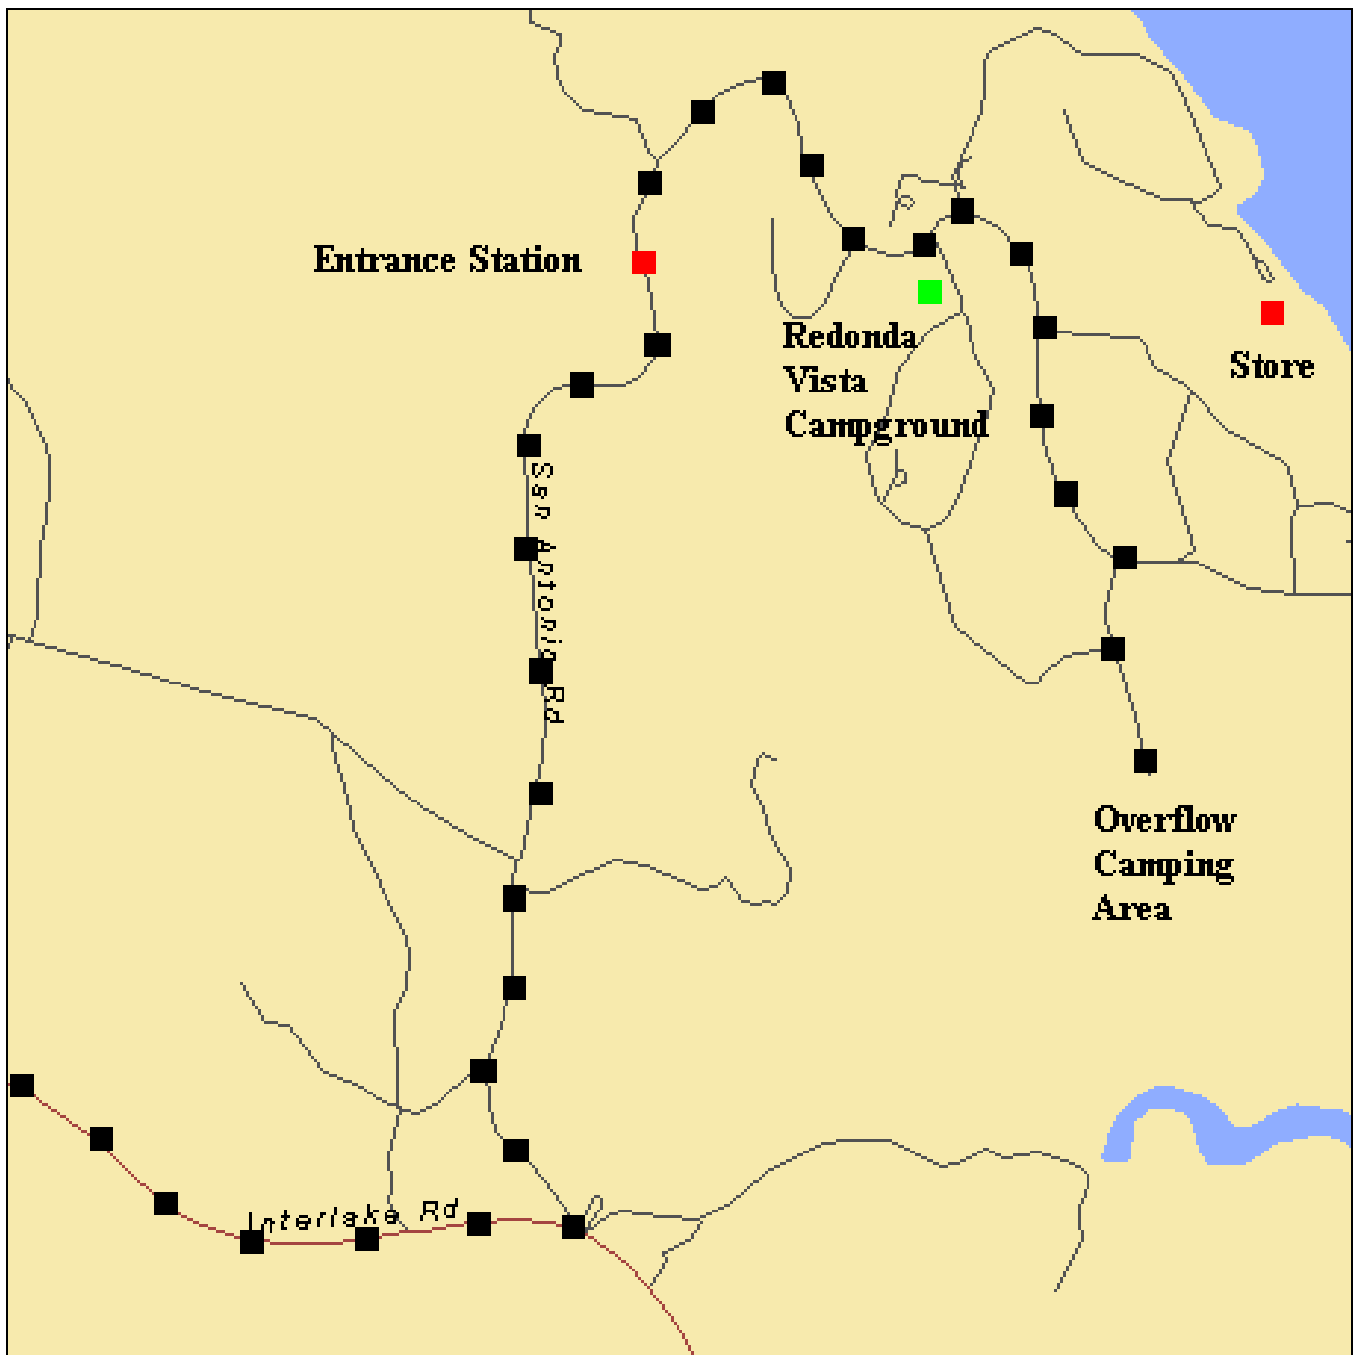 Entrance Station
Redonda
Vista
Campground
Store
San Antonio Rd
Overflow
Camping
Area
Interlake Rd